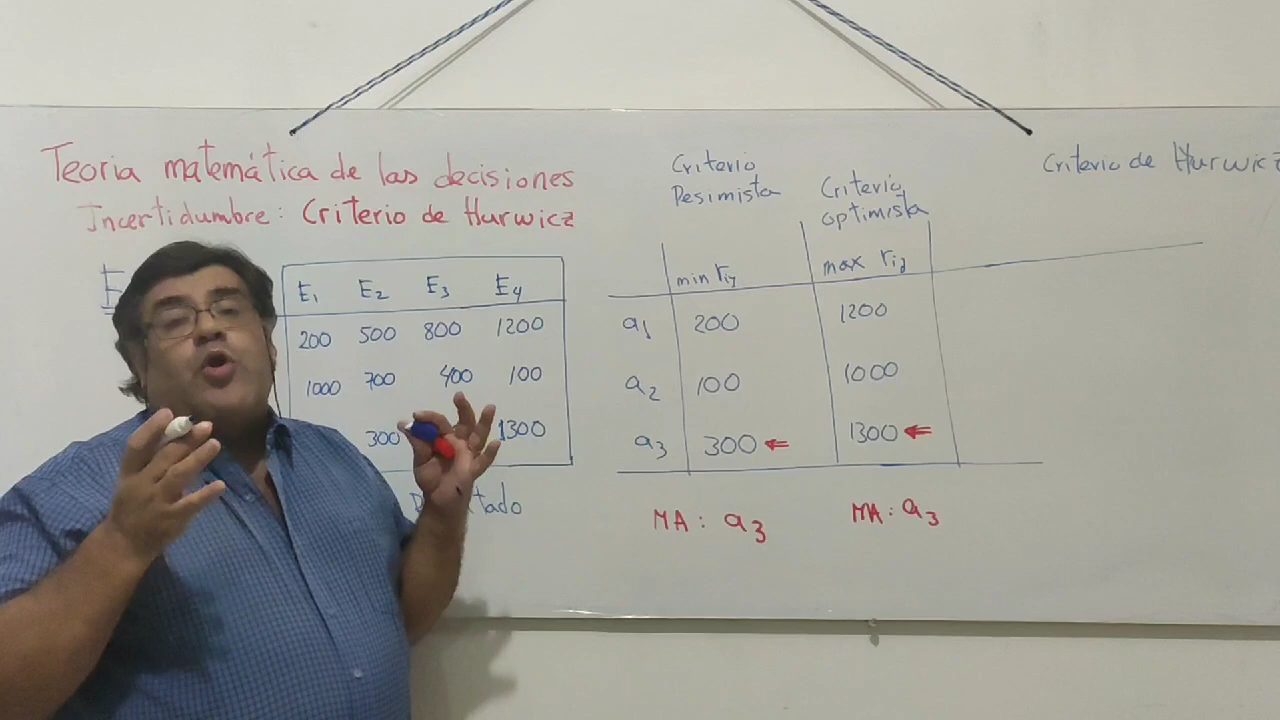 Teoría matemática de las decisiones
Incertidumbre: Criterio de Hurwicz
E1 E2 E3 E4
200 500 800 1200
1000 700 400 100
300 1300
Criterio Pesimista
Criterio optimista
Criterio de Hurwicz
min rij max rij
a1 200 1200
a2 100 1000
a3 300 ⇐ 1300 ⇐
MA: a3 MA: a3